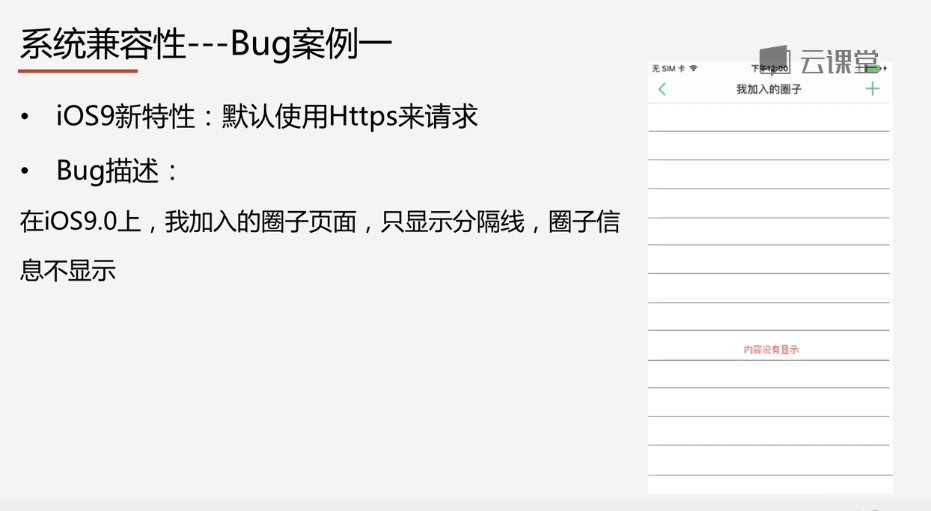 系统兼容性---Bug案例一
• iOS9新特性：默认使用Https来请求
• Bug描述：
在iOS9.0上，我加入的圈子页面，只显示分隔线，圈子信
息不显示
云课堂
无 SIM 卡 下午12:00
我加入的圈子
内容没有显示